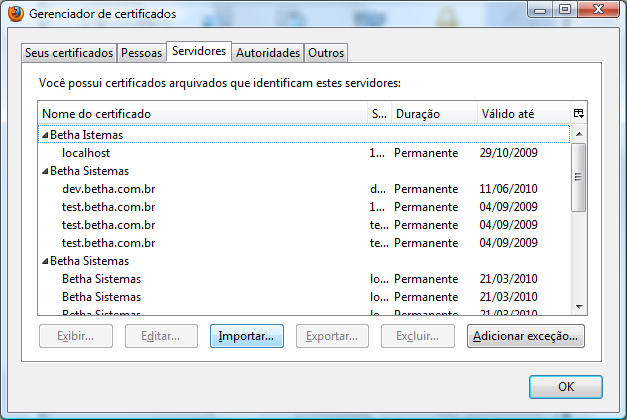 Gerenciador de certificados
Seus certificados Pessoas Servidores Autoridades Outros
Você possui certificados arquivados que identificam estes servidores:
Nome do certificado S... Duração Válido até
Betha Istemas
localhost 1... Permanente 29/10/2009
Betha Sistemas
dev.betha.com.br d... Permanente 11/06/2010
test.betha.com.br 1... Permanente 04/09/2009
test.betha.com.br te... Permanente 04/09/2009
test.betha.com.br te... Permanente 04/09/2009
Betha Sistemas
Betha Sistemas lo... Permanente 21/03/2010
Betha Sistemas lo... Permanente 21/03/2010
Betha Sistemas lo... Permanente 21/03/2010
Exibir... Editar... Importar... Exportar... Excluir... Adicionar exceção...
OK